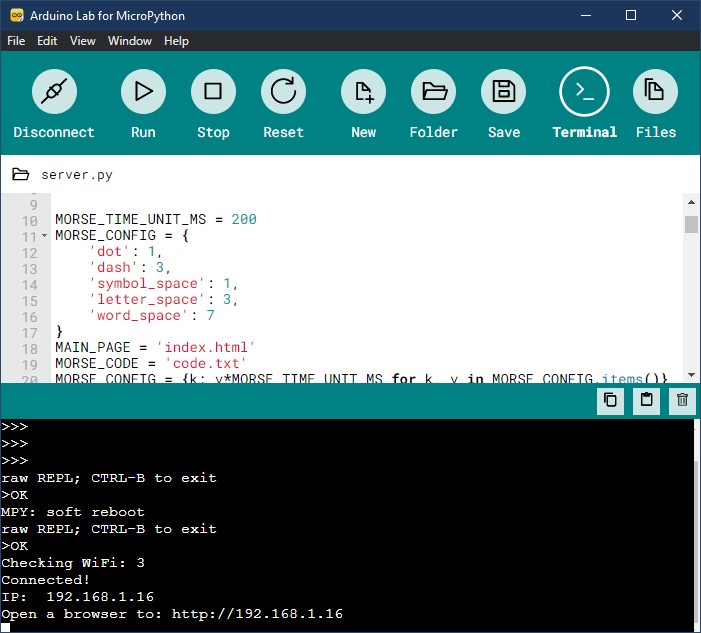 Arduino Lab for MicroPython
File Edit View Window Help
Disconnect Run Stop Reset New Folder Save Terminal Files
server.py
9
10 MORSE_TIME_UNIT_MS = 200
11 MORSE_CONFIG = {
12 'dot': 1,
13 'dash': 3,
14 'symbol_space': 1,
15 'letter_space': 3,
16 'word_space': 7
17 }
18 MAIN_PAGE = 'index.html'
19 MORSE_CODE = 'code.txt'
20 MORSE_CONFIG = {k: v*MORSE_TIME_UNIT_MS for k, v in MORSE_CONFIG.items()}
>>>
>>>
>>>
raw REPL; CTRL-B to exit
>OK
MPY: soft reboot
raw REPL; CTRL-B to exit
>OK
Checking WiFi: 3
Connected!
IP:  192.168.1.16
Open a browser to: http://192.168.1.16